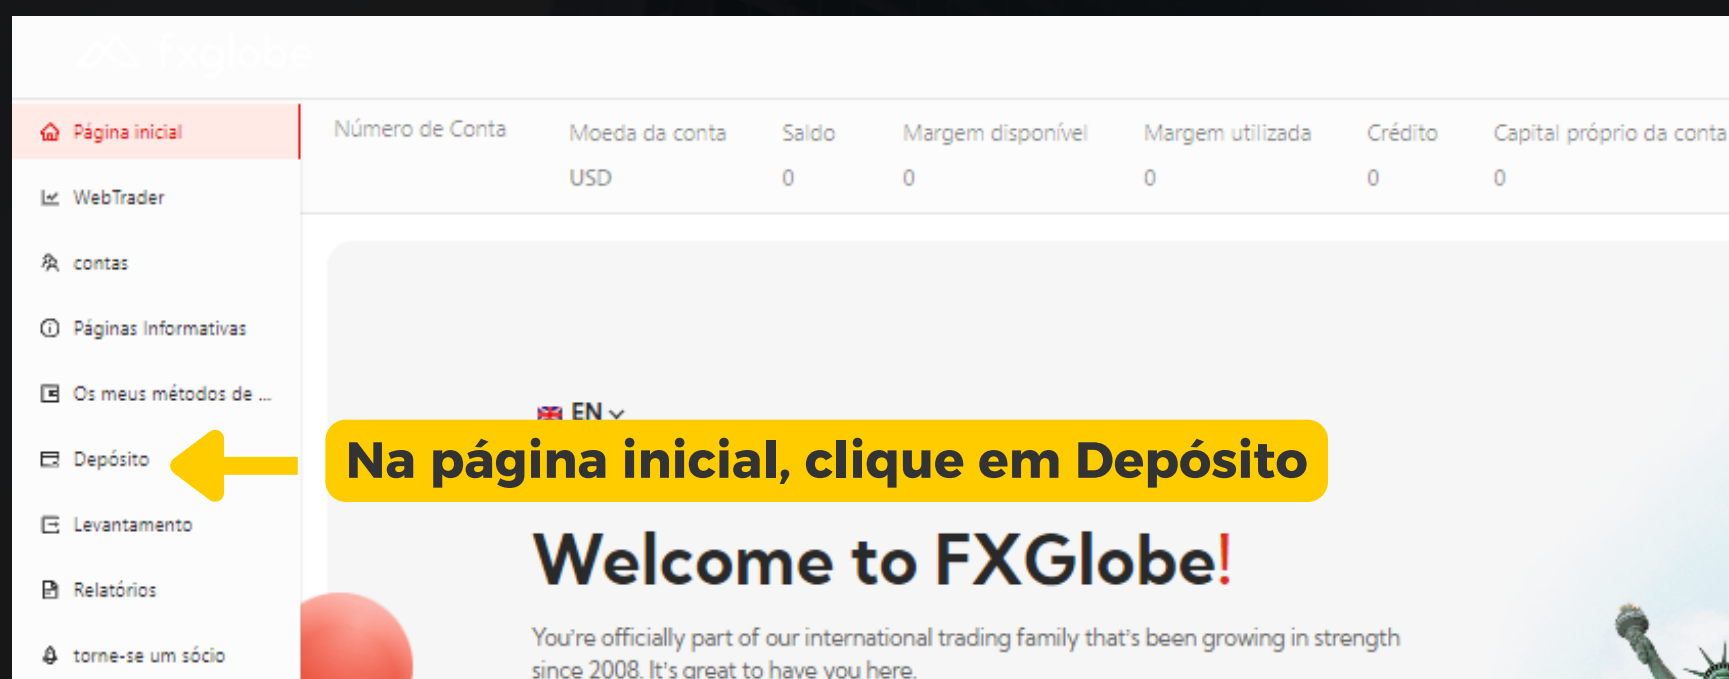 fxglobe
Página inicial
WebTrader
contas
Páginas Informativas
Os meus métodos de ...
Depósito
Levantamento
Relatórios
torne-se um sócio
Número de Conta
Moeda da conta Saldo Margem disponível Margem utilizada Crédito Capital próprio da conta
USD 0 0 0 0 0
EN
Na página inicial, clique em Depósito
Welcome to FXGlobe!
You're officially part of our international trading family that's been growing in strength
since 2008. It's great to have you here.